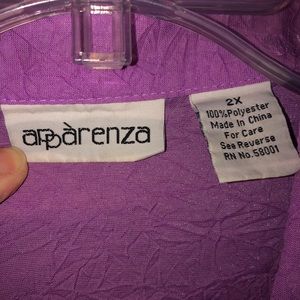 apparenza
2X
100%Polyester
Made In China
For Care
See Reverse
RN No.58001